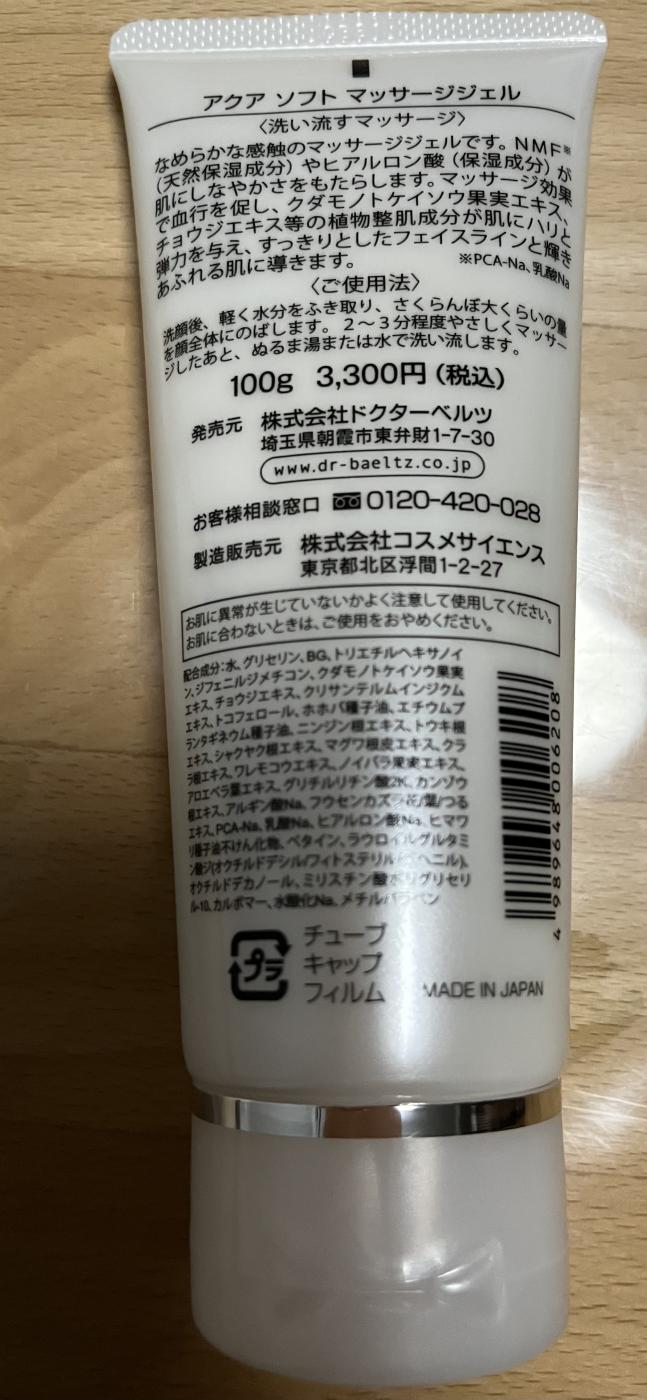 アクア ソフト マッサージジェル
〈洗い流すマッサージ〉
なめらかな感触のマッサージジェルです。NMF※
(天然保湿成分)やヒアルロン酸(保湿成分)が
肌にしなやかさをもたらします。マッサージ効果
で血行を促し、クダモノトケイソウ果実エキス、
チョウジエキス等の植物整肌成分が肌にハリと
弾力を与え、すっきりとしたフェイスラインと輝き
あふれる肌に導きます。
※PCA-Na、乳酸Na
〈ご使用法〉
洗顔後、軽く水分をふき取り、さくらんぼ大くらいの量
を顔全体にのばします。2〜3分程度やさしくマッサー
ジしたあと、ぬるま湯または水で洗い流します。
100g 3,300円(税込)
発売元 株式会社ドクターベルツ
埼玉県朝霞市東弁財1-7-30
www.dr-baeltz.co.jp
お客様相談窓口 0120-420-028
製造販売元 株式会社コスメサイエンス
東京都北区浮間1-2-27
お肌に異常が生じていないかよく注意して使用してください。
お肌に合わないときは、ご使用をおやめください。
配合成分:水、グリセリン、BG、トリエチルヘキサノイ
ン、ジフェニルジメチコン、クダモノトケイソウ果実
エキス、チョウジエキス、クリサンテルムインジクム
エキス、トコフェロール、ホホバ種子油、エチウムプ
ランタギネウム種子油、ニンジン根エキス、トウキ根
エキス、シャクヤク根エキス、マグワ根皮エキス、クラ
ラ根エキス、ワレモコウエキス、ノイバラ果実エキス、
アロエベラ葉エキス、グリチルリチン酸2K、カンゾウ
根エキス、アルギン酸Na、フウセンカズラ花/葉/つる
エキス、PCA-Na、乳酸Na、ヒアルロン酸Na、ヒマワ
リ種子油不けん化物、ベタイン、ラウロイルグルタミ
ン酸ジ(オクチルドデシル/フィトステリル/ベヘニル)、
オクチルドデカノール、ミリスチン酸ポリグリセリ
ル-10、カルボマー、水酸化Na、メチルパラベン
4 989648 006208
プラ
チューブ
キャップ
フィルム
MADE IN JAPAN